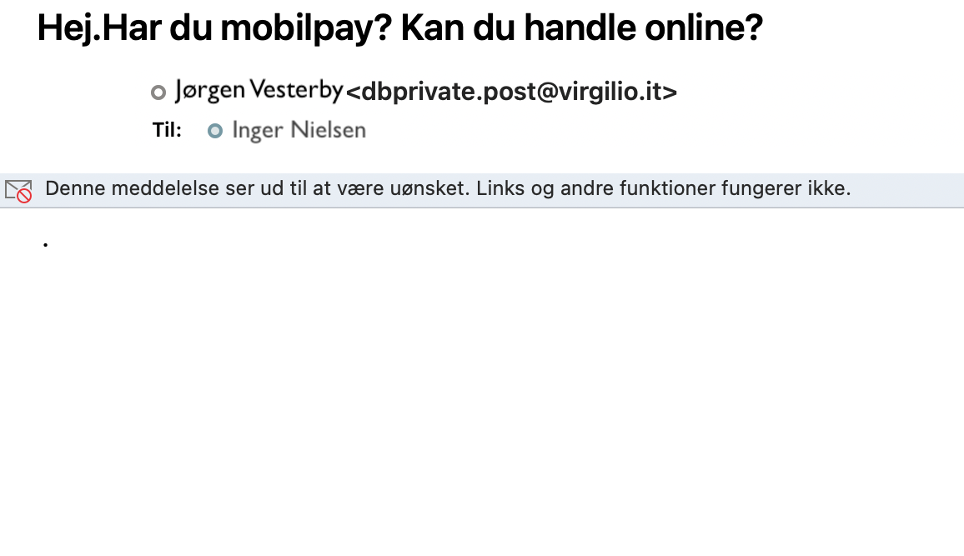 Hej.Har du mobilpay? Kan du handle online?
Jørgen Vesterby <dbprivate.post@virgilio.it>
Til: Inger Nielsen
Denne meddelelse ser ud til at være uønsket. Links og andre funktioner fungerer ikke.
.